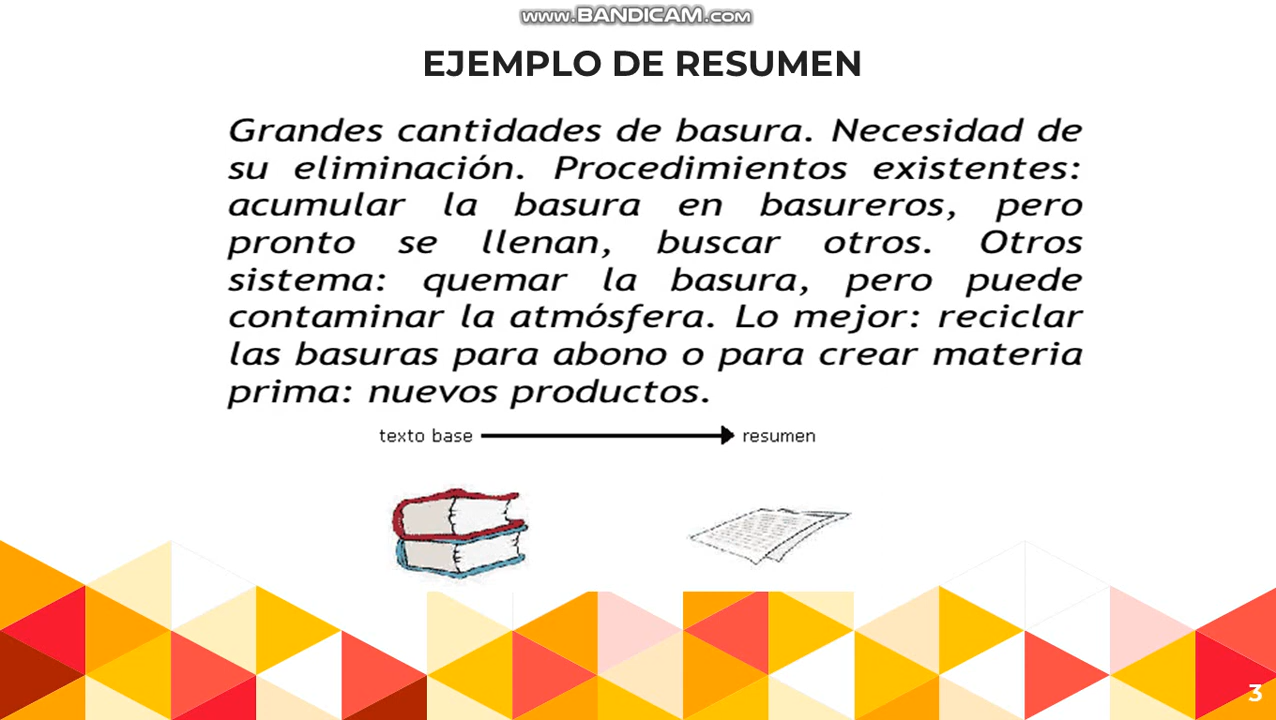 www.BANDICAM.com
EJEMPLO DE RESUMEN
Grandes cantidades de basura. Necesidad de
su eliminación. Procedimientos existentes:
acumular la basura en basureros, pero
pronto se llenan, buscar otros. Otros
sistema: quemar la basura, pero puede
contaminar la atmósfera. Lo mejor: reciclar
las basuras para abono o para crear materia
prima: nuevos productos.
texto base resumen
3